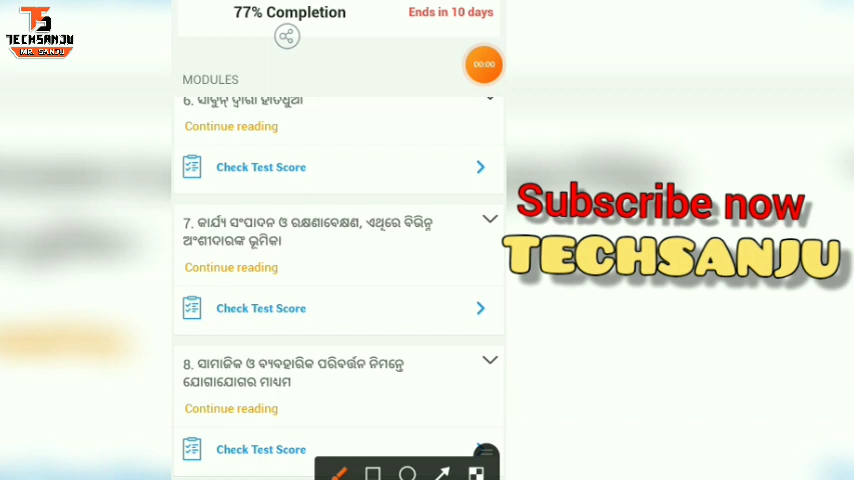 TECHSANJU
MR. SANJU
77% Completion
Ends in 10 days
00:00
MODULES
6. ସାବୁନ୍ ଦ୍ୱାରା ହାତଧୁଆ
Continue reading
Check Test Score
7. କାର୍ଯ୍ୟ ସଂପାଦନ ଓ ରକ୍ଷଣାବେକ୍ଷଣ, ଏଥିରେ ବିଭିନ୍ନ
ଅଂଶୀଦାରଙ୍କ ଭୂମିକା
Continue reading
Check Test Score
8. ସାମାଜିକ ଓ ବ୍ୟବହାରିକ ପରିବର୍ତ୍ତନ ନିମନ୍ତେ
ଯୋଗାଯୋଗର ମାଧ୍ୟମ
Continue reading
Check Test Score
Subscribe now
TECHSANJU